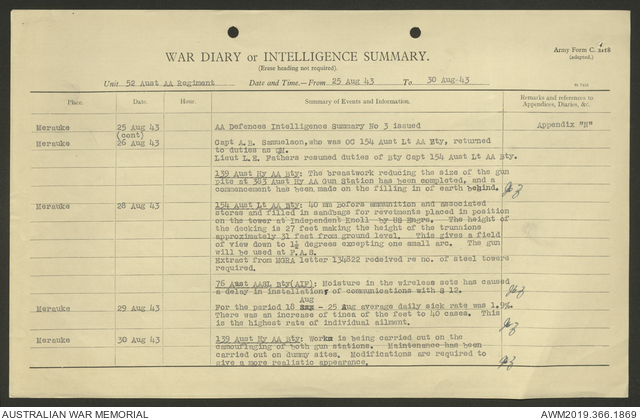 Army Form C. 2118
(adapted.)
WAR DIARY or INTELLIGENCE SUMMARY.
(Erase heading not required).
Unit 52 Aust AA Regiment Date and Time.—From 25 Aug 43 To 30 Aug 43
Place. Date. Hour. Summary of Events and Information. Remarks and references to
Appendices, Diaries, &c.
Merauke 25 Aug 43 AA Defences Intelligence Summary No 3 issued Appendix "N"
(cont)
Merauke 26 Aug 43 Capt A.B. Samuelson, who was OC 154 Aust Lt AA Bty, returned
to duties as QM.
Lieut L.E. Fathers resumed duties of Bty Capt 154 Aust Lt AA Bty.
139 Aust Hy AA Bty: The breastwork reducing the size of the gun
pits at 383 Aust Hy AA Gun Station has been completed, and a
commencement has been made on the filling in of earth behind.
Merauke 28 Aug 43 154 Aust Lt AA Bty: 40 mm Bofors ammunition and associated
stores and filled in sandbags for revetments placed in position
on the tower at Independent Knoll by US Engrs. The height of
the decking is 27 feet making the height of the trunnions
approximately 31 feet from ground level. This gives a field
of view down to 1½ degrees excepting one small arc. The gun
will be used at F.A.S.
Extract from MGRA letter 134822 received re no. of steel towers
required.
76 Aust AASL Bty(AIF): Moisture in the wireless sets has caused
a delay in installation of communications with S 12.
Aug
Merauke 29 Aug 43 For the period 18 - 25 Aug average daily sick rate was 1.9%.
There was an increase of tinea of the feet to 40 cases. This
is the highest rate of individual ailment.
Merauke 30 Aug 43 139 Aust Hy AA Bty: Work is being carried out on the
camouflaging of both gun stations. Maintenance has been
carried out on dummy sites. Modifications are required to
give a more realistic appearance.
AUSTRALIAN WAR MEMORIAL AWM2019.366.1869